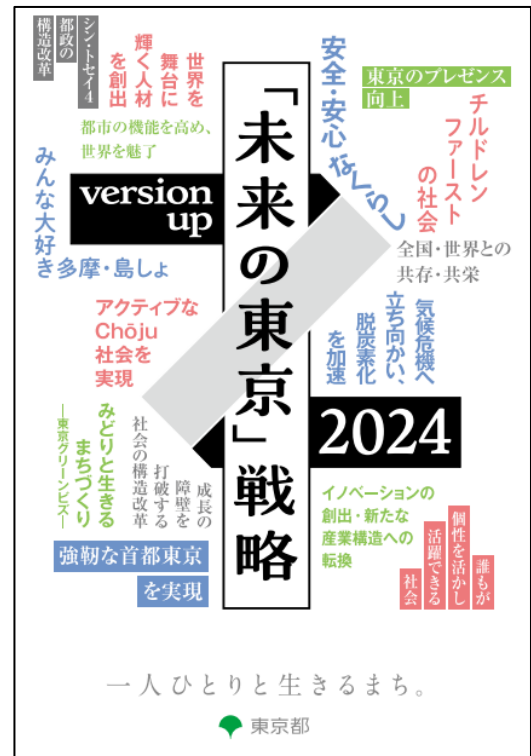 シン・トセイ4
都政の
構造改革
世界を
舞台に
輝く人材
を創出
都市の機能を高め、
世界を魅了
「未来の東京」戦略
version
up
2024
安全・安心なくらし
東京のプレゼンス
向上
チルドレン
ファースト
の社会
みんな大好き多摩・島しょ
全国・世界との
共存・共栄
アクティブな
Chōju
社会を
実現
気候危機へ
立ち向かい、
脱炭素化
を加速
みどりと生きる
まちづくり
―東京グリーンビズ―
成長の
障壁を
打破する
社会の構造改革
イノベーションの
創出・新たな
産業構造への
転換
誰もが
個性を活かし
活躍できる
社会
強靭な首都東京
を実現
一人ひとりと生きるまち。
東京都